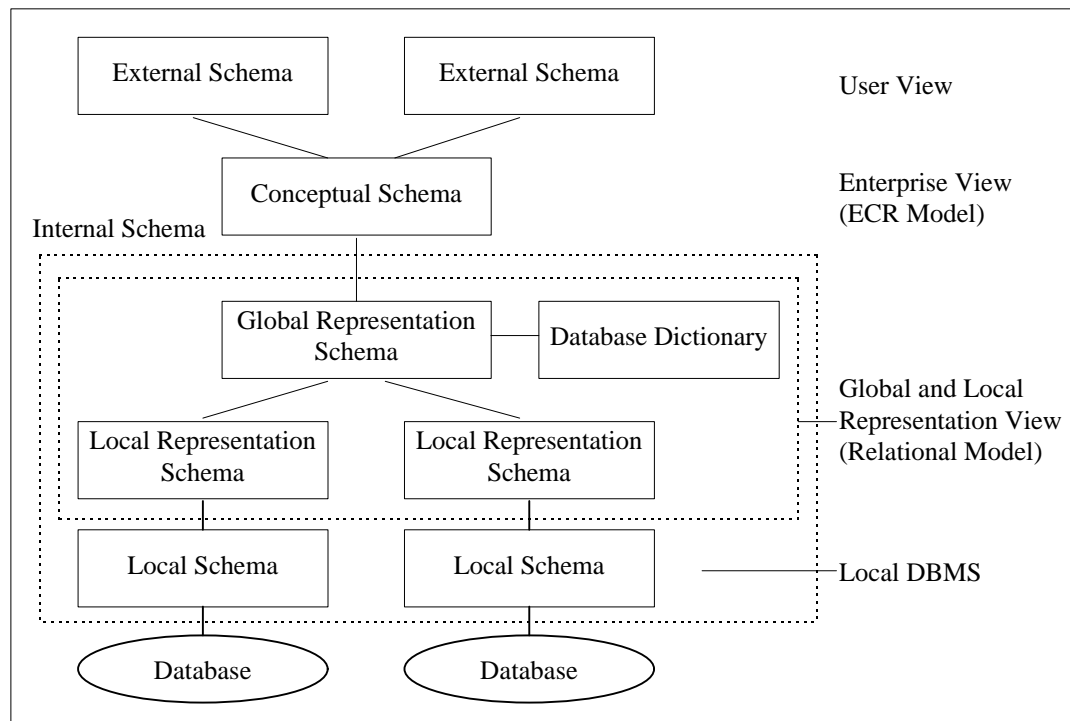 External Schema
External Schema
User View
Conceptual Schema
Enterprise View
(ECR Model)
Internal Schema
Global Representation
Schema
Database Dictionary
Global and Local
Representation View
(Relational Model)
Local Representation
Schema
Local Representation
Schema
Local Schema
Local Schema
Local DBMS
Database
Database